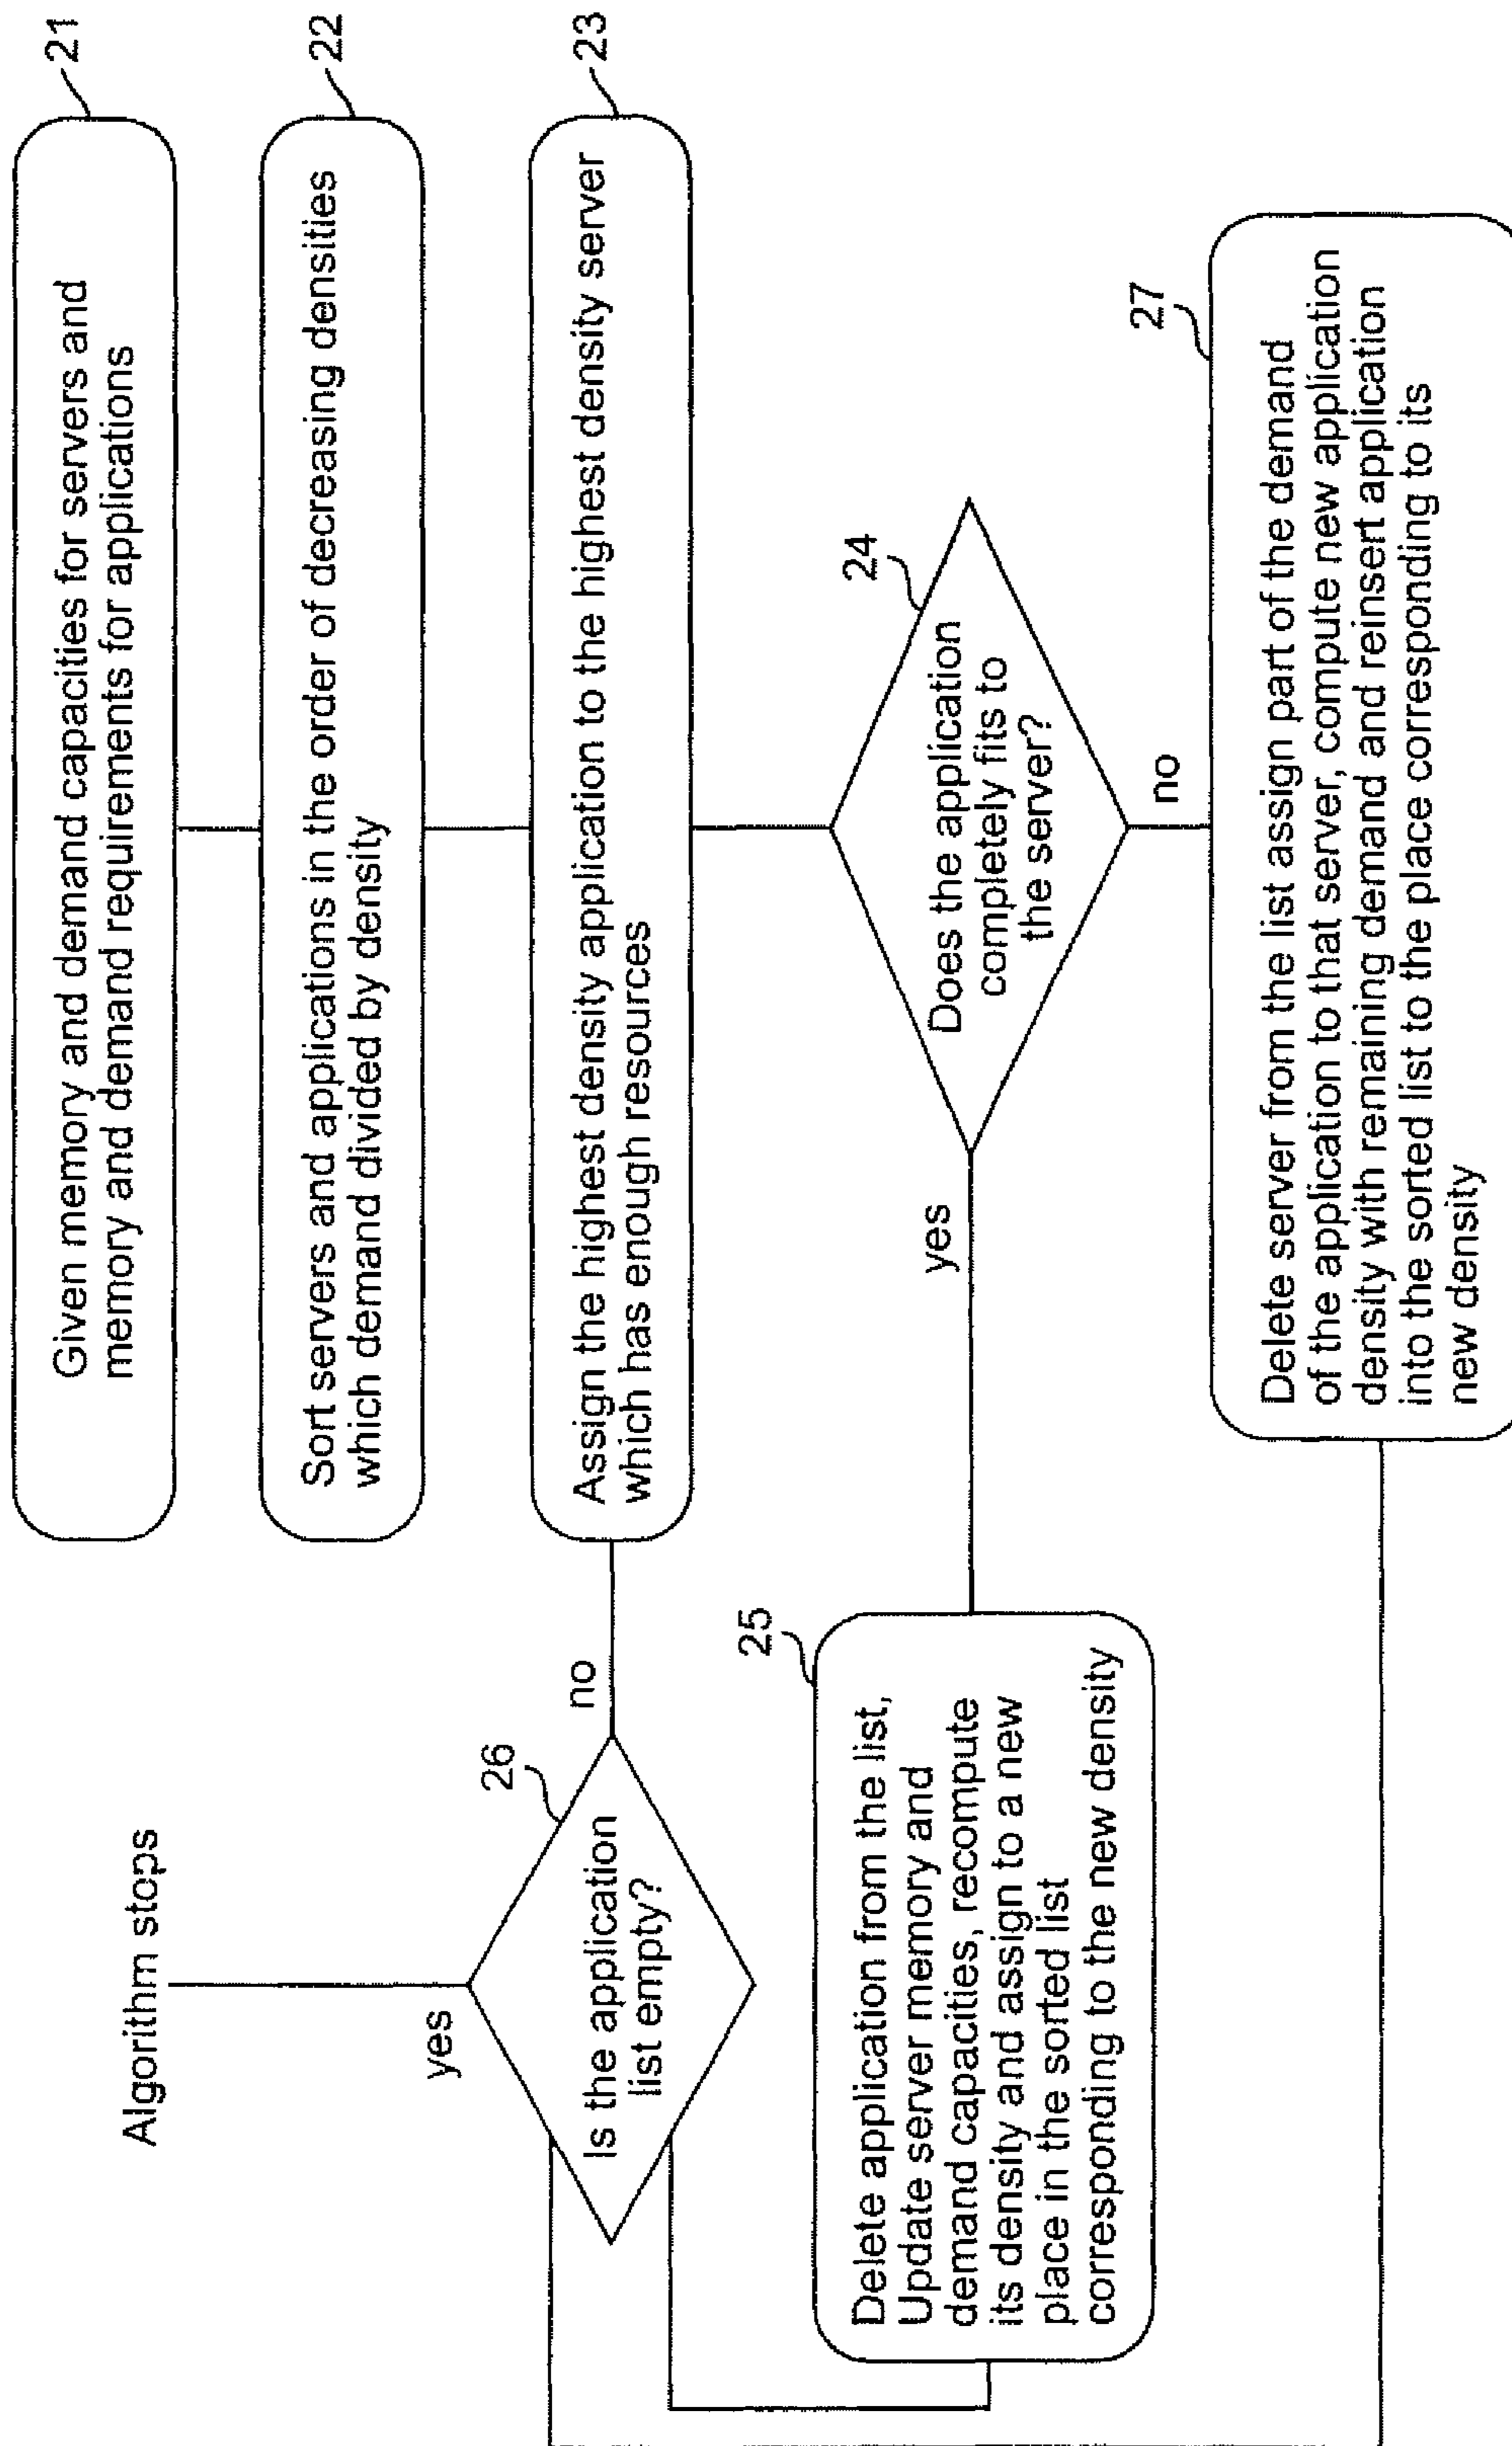 21
Given memory and demand capacities for servers and
memory and demand requirements for applications
22
Sort servers and applications in the order of decreasing densities
which demand divided by density
23
Assign the highest density application to the highest density server
which has enough resources
24
Does the application
completely fits to
the server?
yes
no
25
Delete application from the list,
Update server memory and
demand capacities, recompute
its density and assign to a new
place in the sorted list
corresponding to the new density
26
Is the application
list empty?
no
yes
Algorithm stops
27
Delete server from the list assign part of the demand
of the application to that server, compute new application
density with remaining demand and reinsert application
into the sorted list to the place corresponding to its
new density